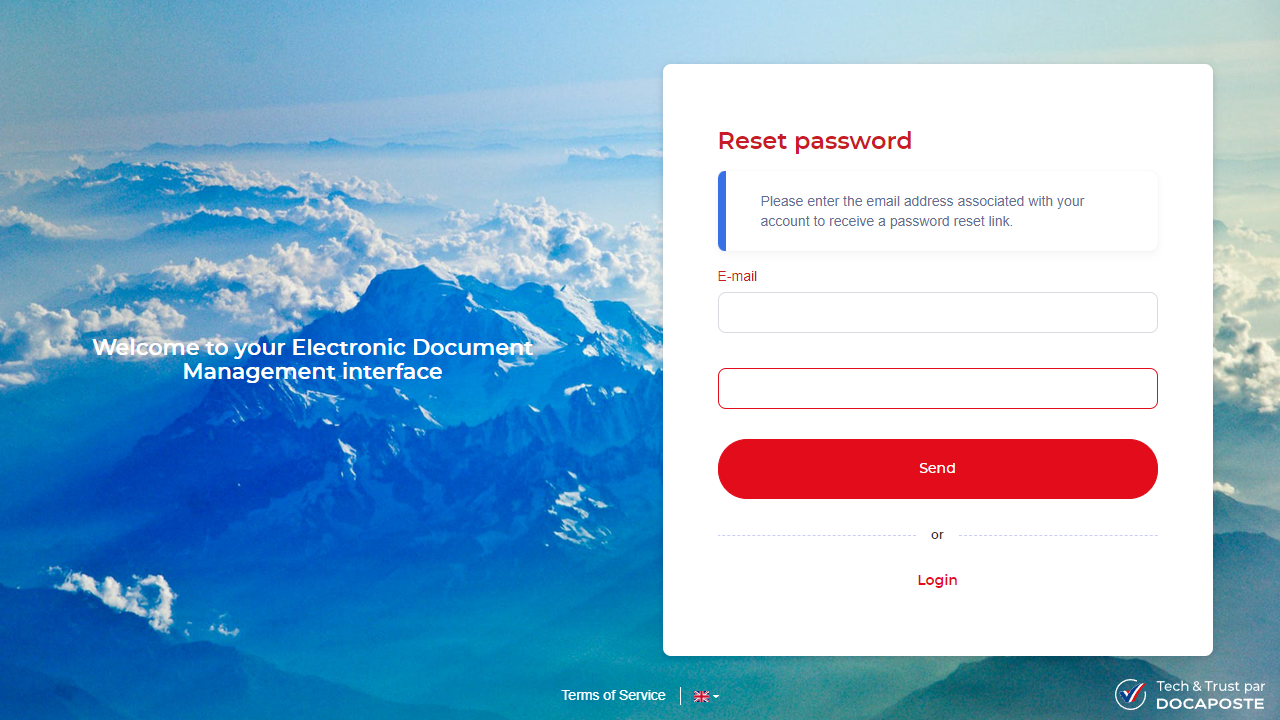 Reset password
Please enter the email address associated with your
account to receive a password reset link.
E-mail
Welcome to your Electronic Document
Management interface
Send
or
Login
Terms of Service
Tech & Trust par
DOCAPOSTE